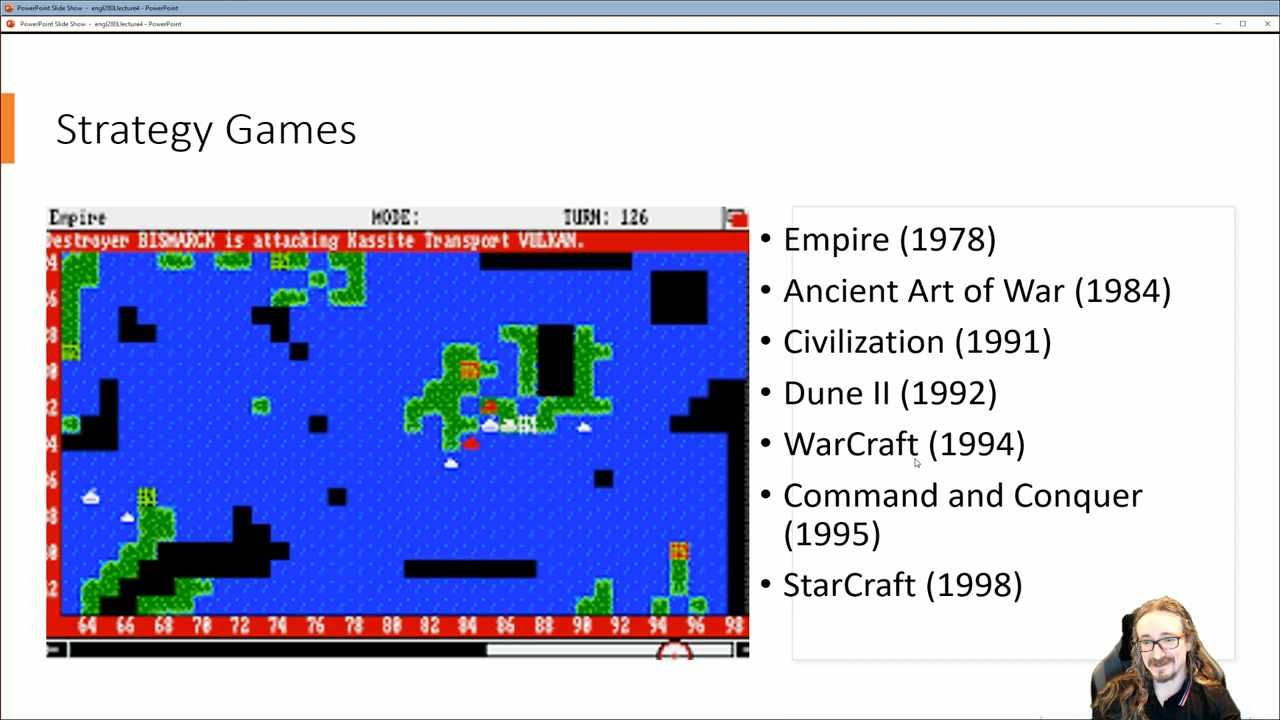 PowerPoint Slide Show - engl280Llecture4 - PowerPoint
PowerPoint Slide Show - engl280Llecture4 - PowerPoint
Strategy Games
Empire MODE: TURN: 126
Destroyer BISMARCK is attacking Kassite Transport VULKAN.
64 66 68 70 72 74 76 78 80 82 84 86 88 90 92 94 96 98
• Empire (1978)
• Ancient Art of War (1984)
• Civilization (1991)
• Dune II (1992)
• WarCraft (1994)
• Command and Conquer
(1995)
• StarCraft (1998)